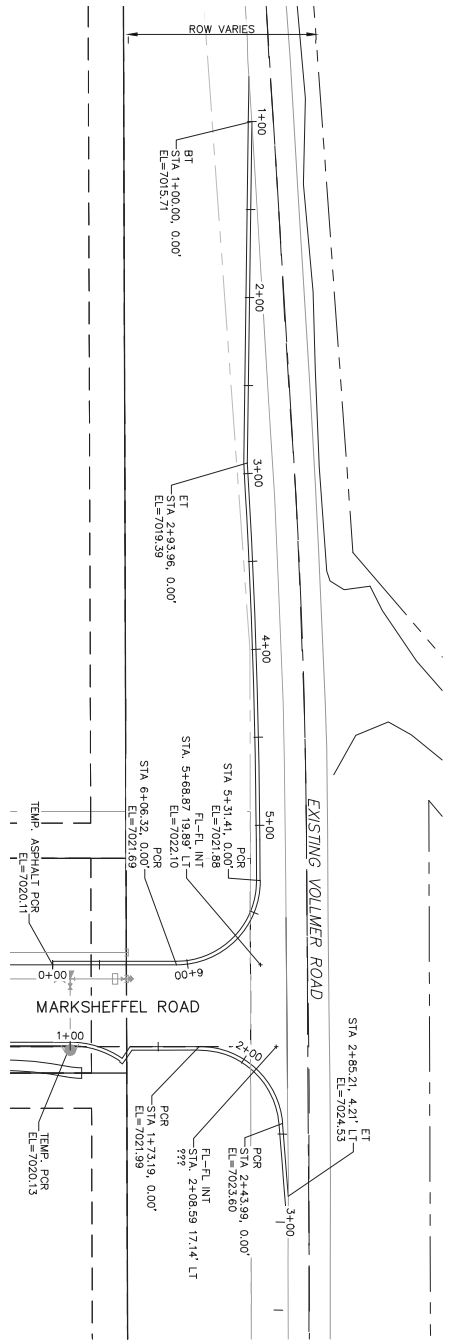 ROW VARIES
1+00
BT
STA 1+00.00, 0.00'
EL=7015.71
2+00
3+00
ET
STA 2+93.96, 0.00'
EL=7019.39
4+00
5+00
EXISTING VOLLMER ROAD
PCR
STA 5+31.41, 0.00'
EL=7021.88
FL-FL INT
STA. 5+68.87 19.89' LT
EL=7022.10
PCR
STA 6+06.32, 0.00'
EL=7021.69
TEMP. ASPHALT PCR
EL=7020.11
0+00
6+00
MARKSHEFFEL ROAD
1+00
2+00
ET
STA 2+85.21, 4.21' LT
EL=7024.53
3+00
PCR
STA 2+43.99, 0.00'
EL=7023.60
FL-FL INT
STA. 2+08.59 17.14' LT
???
PCR
STA 1+73.19, 0.00'
EL=7021.99
TEMP. PCR
EL=7020.13